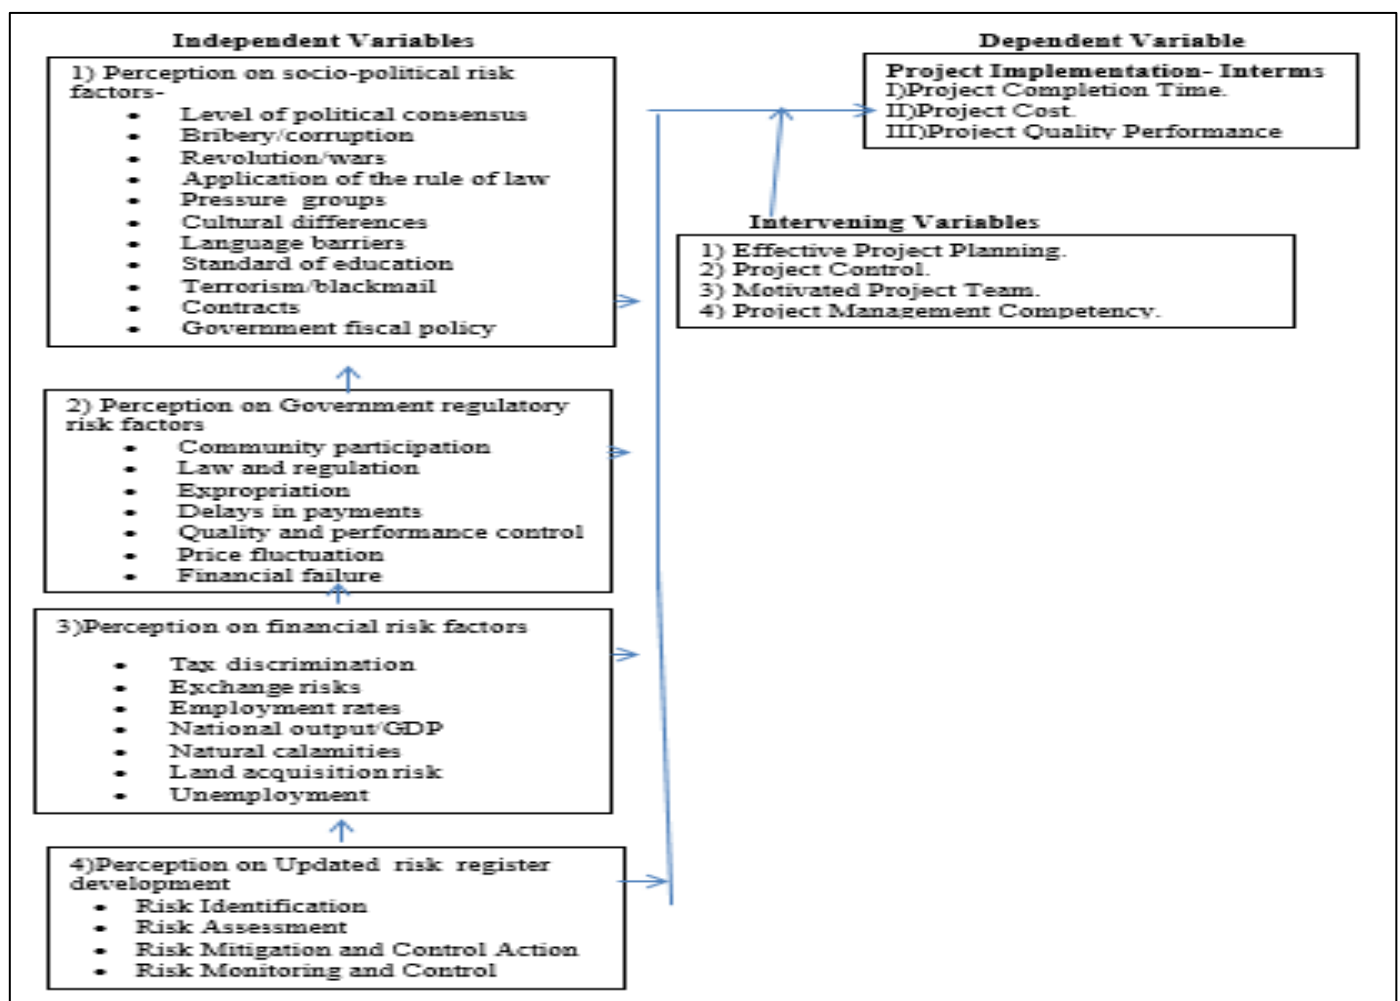 Independent Variables
1) Perception on socio-political risk
factors-
• Level of political consensus
• Bribery/corruption
• Revolution/wars
• Application of the rule of law
• Pressure groups
• Cultural differences
• Language barriers
• Standard of education
• Terrorism/blackmail
• Contracts
• Government fiscal policy
2) Perception on Government regulatory
risk factors
• Community participation
• Law and regulation
• Expropriation
• Delays in payments
• Quality and performance control
• Price fluctuation
• Financial failure
3)Perception on financial risk factors
• Tax discrimination
• Exchange risks
• Employment rates
• National output/GDP
• Natural calamities
• Land acquisition risk
• Unemployment
4)Perception on Updated risk register
development
• Risk Identification
• Risk Assessment
• Risk Mitigation and Control Action
• Risk Monitoring and Control
Dependent Variable
Project Implementation- Interms
I)Project Completion Time.
II)Project Cost.
III)Project Quality Performance
Intervening Variables
1) Effective Project Planning.
2) Project Control.
3) Motivated Project Team.
4) Project Management Competency.